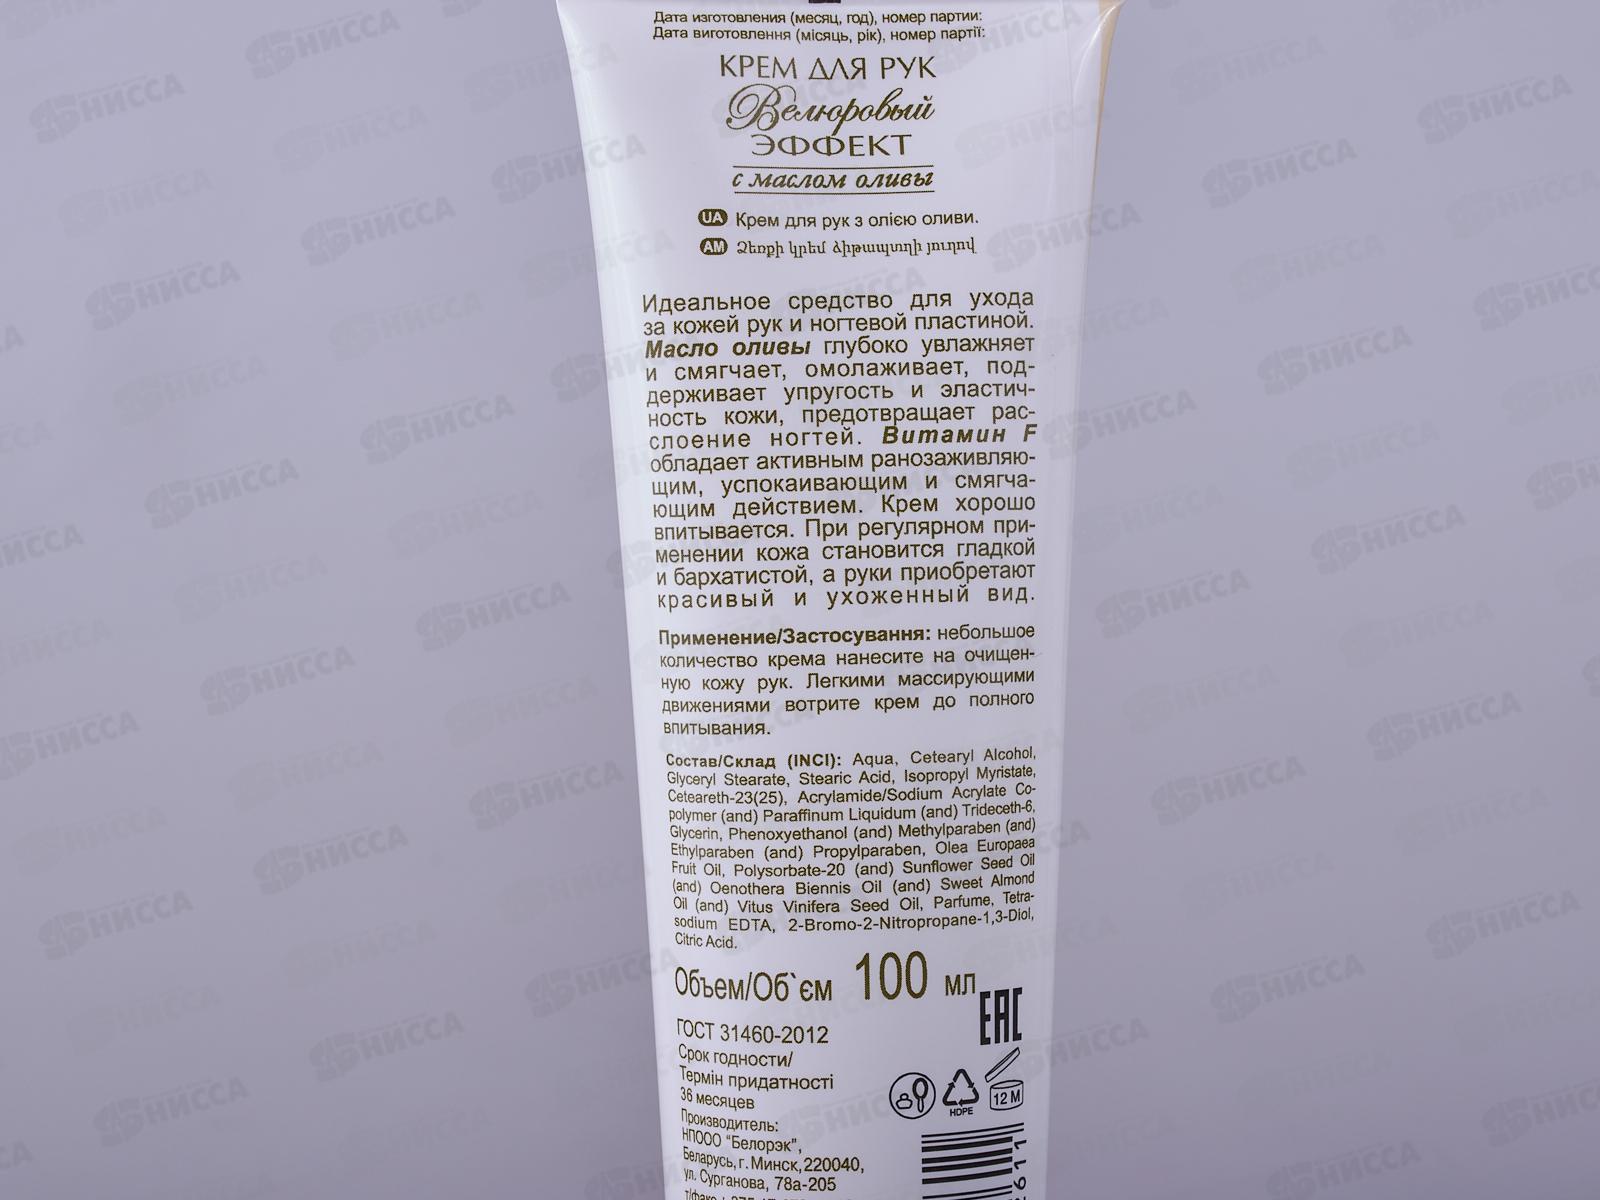 Дата изготовления (месяц, год), номер партии:
Дата виготовлення (місяць, рік), номер партії:
КРЕМ ДЛЯ РУК
Велюровый
ЭФФЕКТ
с маслом оливы
UA Крем для рук з олією оливи.
AM Ձեռքի կրեմ ձիթապտղի յուղով
Идеальное средство для ухода
за кожей рук и ногтевой пластиной.
Масло оливы глубоко увлажняет
и смягчает, омолаживает, под-
держивает упругость и эластич-
ность кожи, предотвращает рас-
слоение ногтей. Витамин F
обладает активным ранозаживляю-
щим, успокаивающим и смягча-
ющим действием. Крем хорошо
впитывается. При регулярном при-
менении кожа становится гладкой
и бархатистой, а руки приобретают
красивый и ухоженный вид.
Применение/Застосування: небольшое
количество крема нанесите на очищен-
ную кожу рук. Легкими массирующими
движениями вотрите крем до полного
впитывания.
Состав/Склад (INCI): Aqua, Cetearyl Alcohol,
Glyceryl Stearate, Stearic Acid, Isopropyl Myristate,
Ceteareth-23(25), Acrylamide/Sodium Acrylate Co-
polymer (and) Paraffinum Liquidum (and) Trideceth-6,
Glycerin, Phenoxyethanol (and) Methylparaben (and)
Ethylparaben (and) Propylparaben, Olea Europaea
Fruit Oil, Polysorbate-20 (and) Sunflower Seed Oil
(and) Oenothera Biennis Oil (and) Sweet Almond
Oil (and) Vitus Vinifera Seed Oil, Parfume, Tetra-
sodium EDTA, 2-Bromo-2-Nitropropane-1,3-Diol,
Citric Acid.
Объем/Об`єм 100 мл
EAC
ГОСТ 31460-2012
Срок годности/
Термін придатності
36 месяцев
HDPE
12 M
Производитель:
НПООО "Белорэк",
Беларусь, г. Минск, 220040,
ул. Сурганова, 78а-205
2611
НИССА